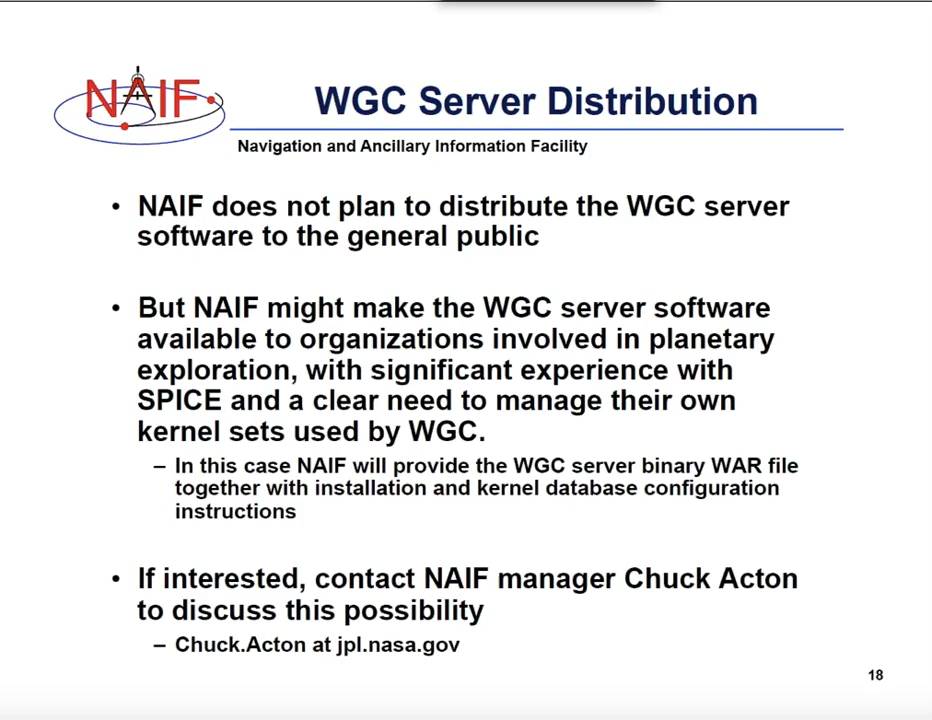 NAIF
WGC Server Distribution
Navigation and Ancillary Information Facility
• NAIF does not plan to distribute the WGC server
software to the general public
• But NAIF might make the WGC server software
available to organizations involved in planetary
exploration, with significant experience with
SPICE and a clear need to manage their own
kernel sets used by WGC.
– In this case NAIF will provide the WGC server binary WAR file
together with installation and kernel database configuration
instructions
• If interested, contact NAIF manager Chuck Acton
to discuss this possibility
– Chuck.Acton at jpl.nasa.gov
18